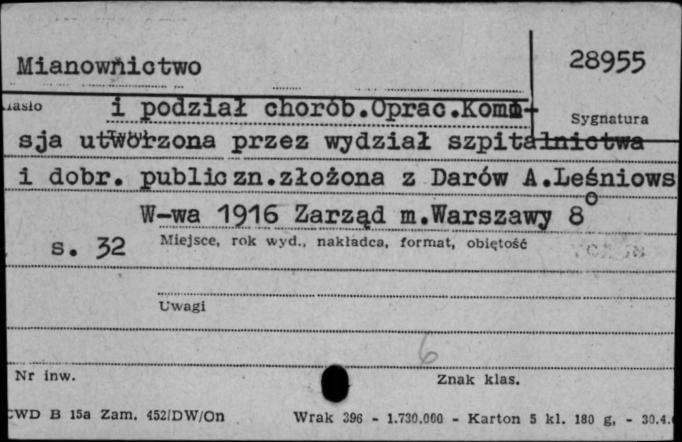 Mianownictwo
28955
i podział chorób.Oprac.Komi-
Sygnatura
sja utworzona przez wydział szpitalnictwa
i dobr. publiczn.złożona z Darów A.Leśniows
W-wa 1916 Zarząd m.Warszawy 8°
s. 32
Miejsce, rok wyd., nakładca, format, objętość
Uwagi
6
Nr inw.
Znak klas.
CWD B 15a Zam. 452/DW/On
Wrak 396 - 1.730.000 - Karton 5 kl. 180 g. - 30.4.